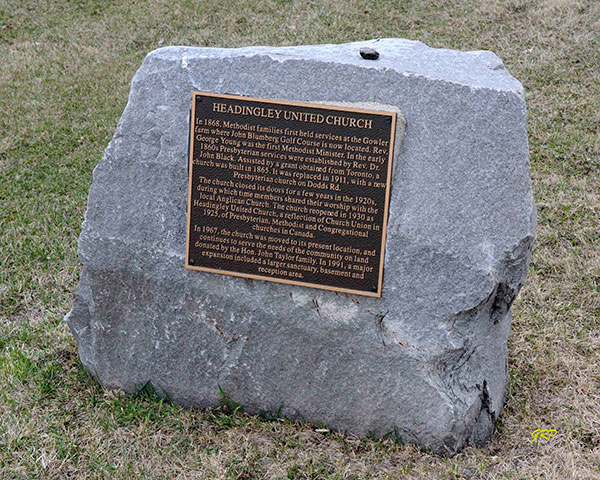 HEADINGLEY UNITED CHURCH
In 1868, Methodist families first held services at the Gowler
farm where John Blumberg Golf Course is now located. Rev.
George Young was the first Methodist Minister. In the early
1860s Presbyterian services were established by Rev. Dr.
John Black. Assisted by a grant obtained from Toronto, a
church was built in 1865. It was replaced in 1911, with a new
Presbyterian church on Dodds Rd.
The church closed its doors for a few years in the 1920s,
during which time members shared their worship with the
local Anglican Church. The church reopened in 1930 as
Headingley United Church, a reflection of Church Union in
1925, of Presbyterian, Methodist and Congregational
churches in Canada.
In 1967, the church was moved to its present location, and
continues to serve the needs of the community on land
donated by the Hon. John Taylor family. In 1991, a major
expansion included a larger sanctuary, basement and
reception area.
GRP